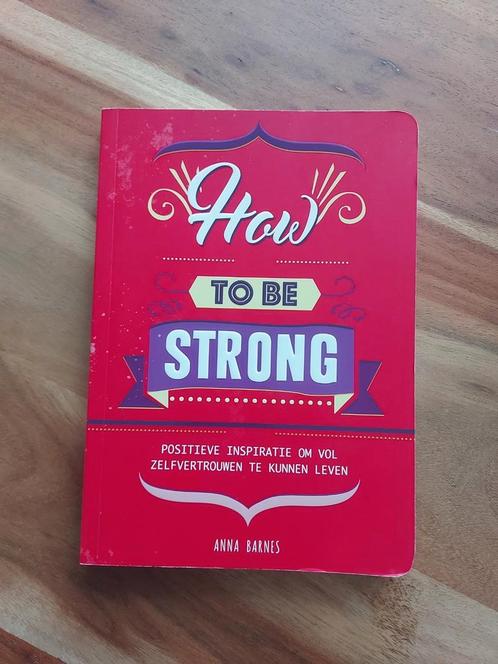 How
TO BE
STRONG
POSITIEVE INSPIRATIE OM VOL
ZELFVERTROUWEN TE KUNNEN LEVEN
ANNA BARNES